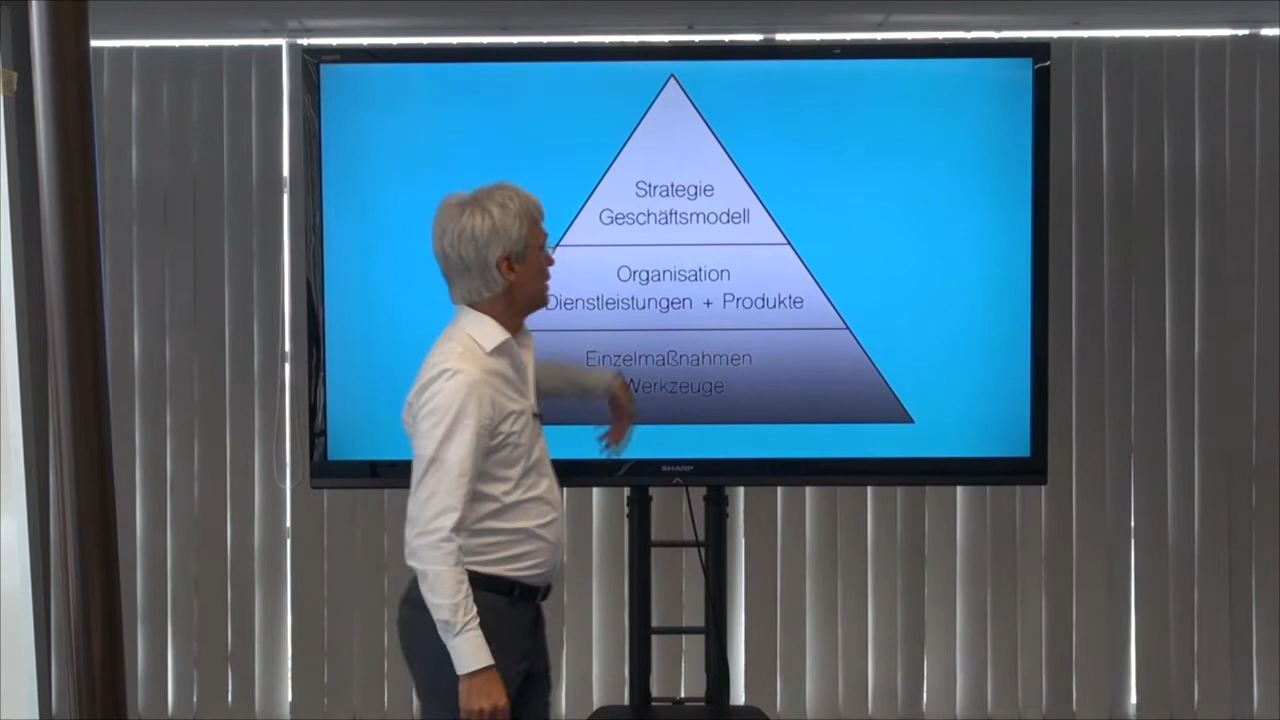 Strategie
Geschäftsmodell
Organisation
Dienstleistungen + Produkte
Einzelmaßnahmen
Werkzeuge
SHARP